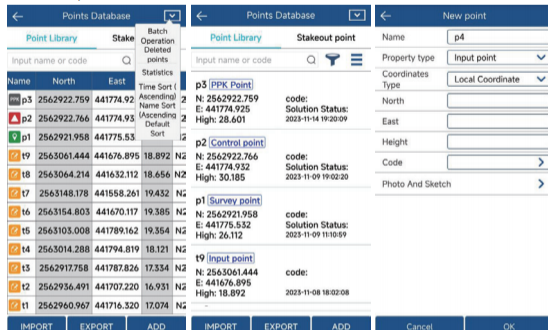 Points Database
Point Library Stake
Batch Operation
Deleted points
Statistics
Time Sort (Ascending)
Name Sort (Ascending
Default Sort
Input name or code
Name North East
PPK p3 2562922.759 441774.92
p2 2562922.766 441774.93
p1 2562921.958 441775.53
t9 2563061.444 441676.895 18.892 N2
t8 2563064.214 441632.112 18.656 N2
t7 2563148.178 441558.261 19.432 N2
t6 2563154.803 441670.117 19.385 N2
t5 2563103.008 441789.162 19.354 N2
t4 2563014.288 441794.819 18.121 N2
t3 2562917.758 441787.826 17.334 N2
t2 2562936.491 441707.220 16.931 N2
t1 2562960.967 441716.320 17.074 N2
IMPORT EXPORT ADD
Points Database
Point Library Stakeout point
Input name or code
p3 PPK Point
N: 2562922.759 code:
E: 441774.925 Solution Status:
High: 28.601 2023-11-14 19:20:09
p2 Control point
N: 2562922.766 code:
E: 441774.932 Solution Status:
High: 30.185 2023-11-09 19:02:20
p1 Survey point
N: 2562921.958 code:
E: 441775.532 Solution Status:
High: 26.112 2023-11-09 11:10:59
t9 Input point
N: 2563061.444 code:
E: 441676.895
High: 18.892 2023-11-08 18:02:08
IMPORT EXPORT ADD
New point
Name p4
Property type Input point
Coordinates Type Local Coordinate
North
East
Height
Code
Photo And Sketch
Cancel OK